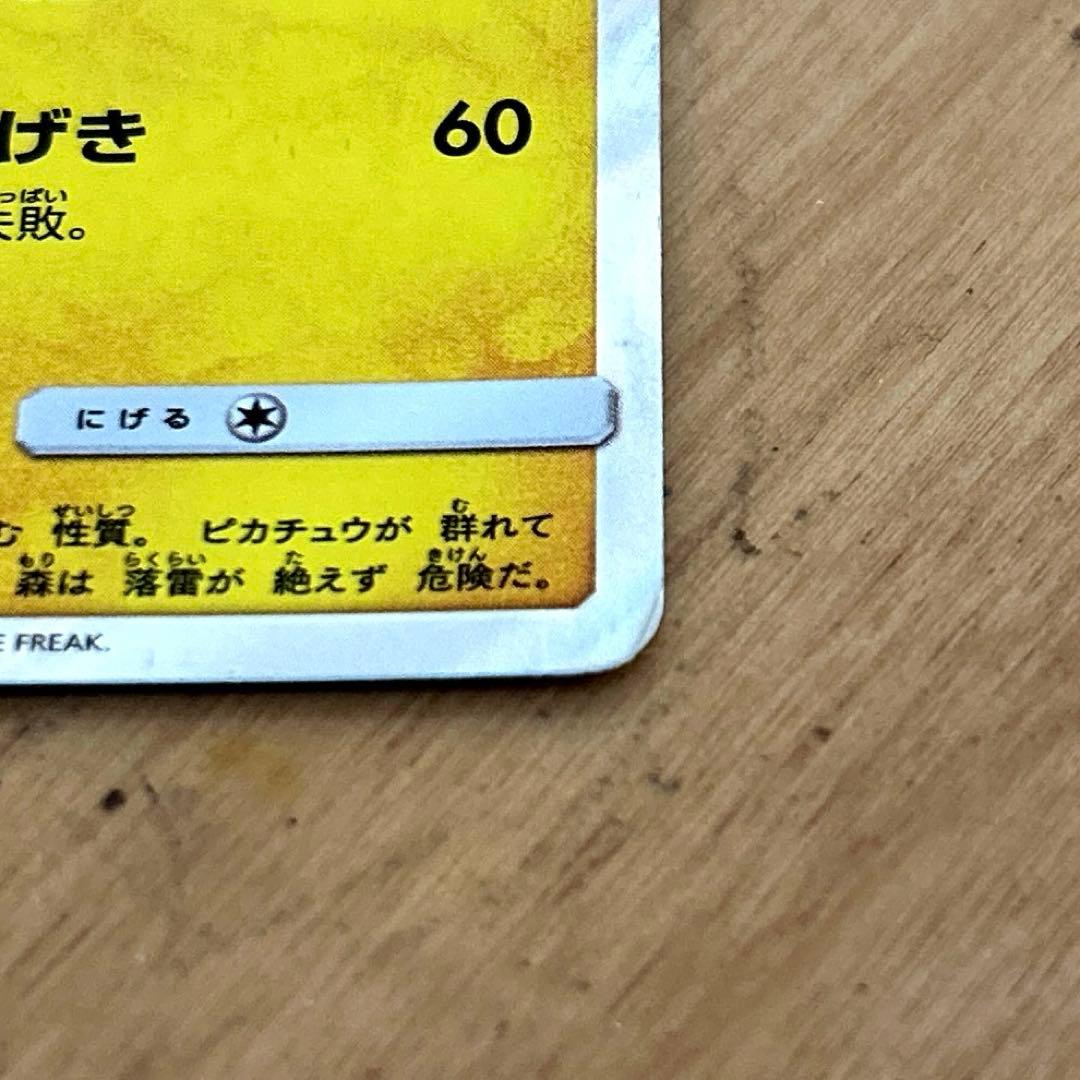 げき 60
っぱい
失敗。
にげる
せいしつ む
む 性質。 ピカチュウが 群れて
もり らくらい た きけん
森は 落雷が 絶えず 危険だ。
E FREAK.